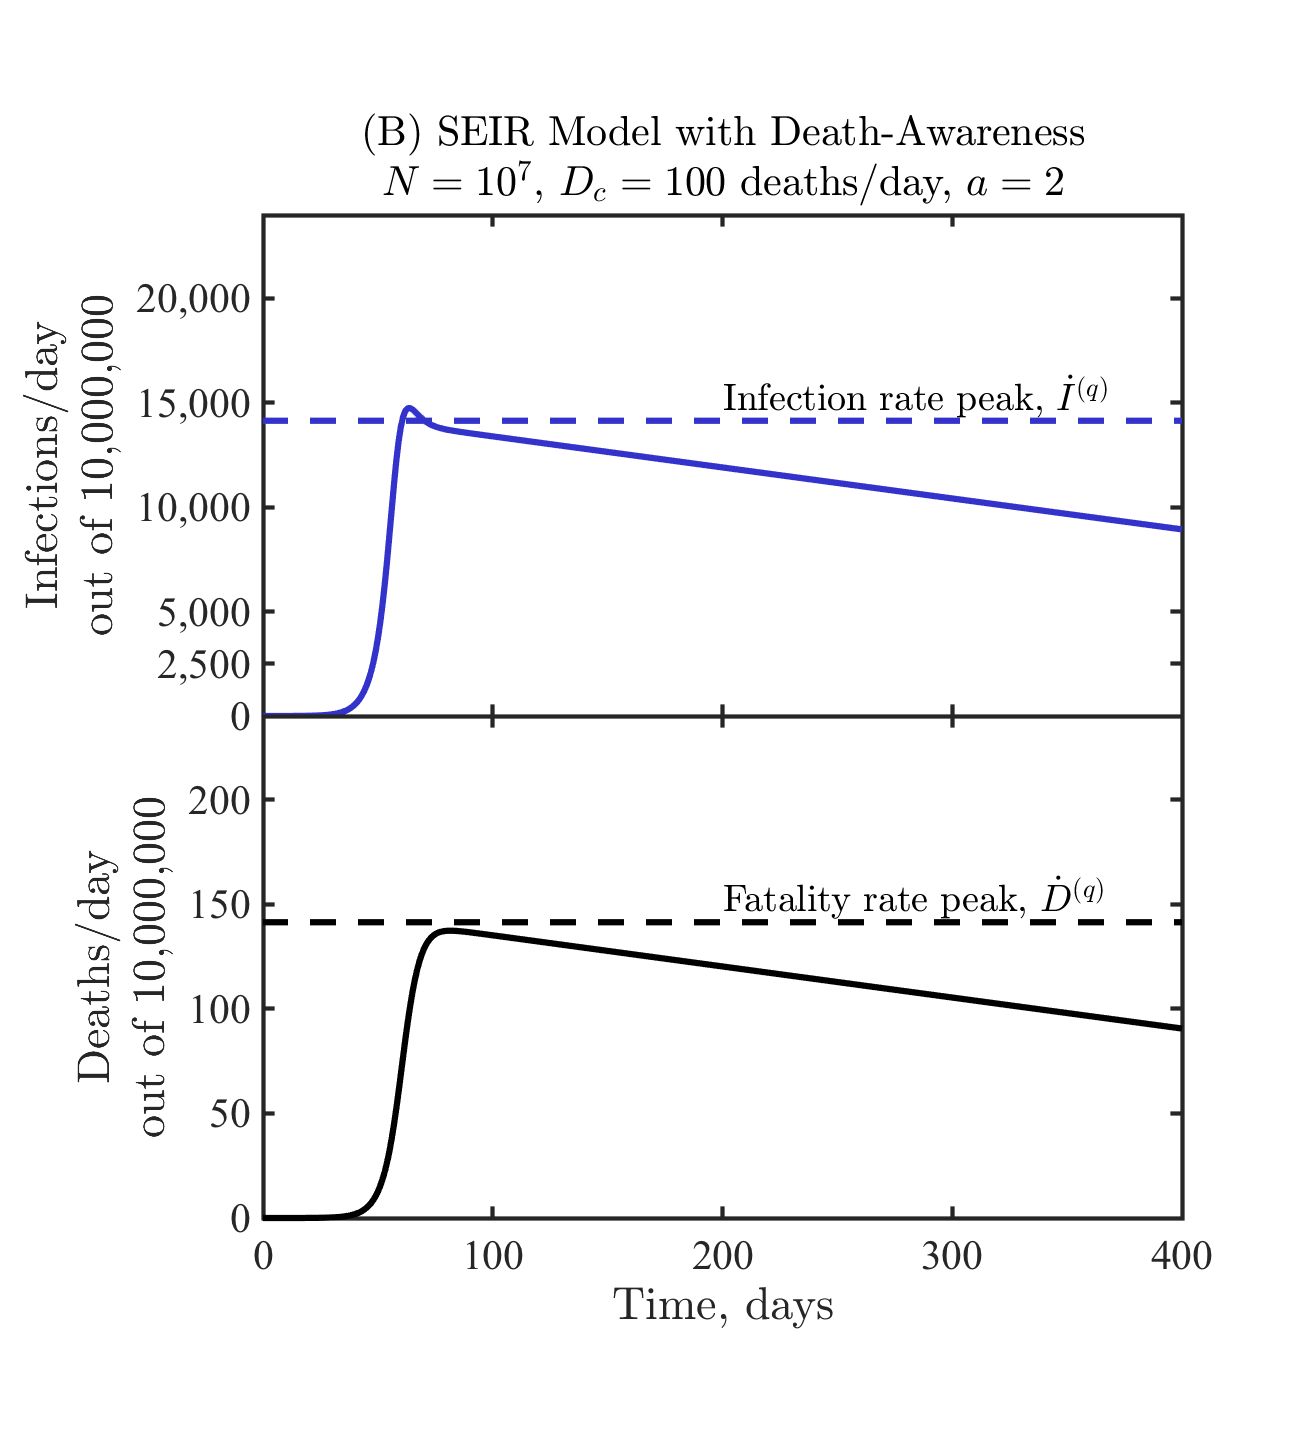 (B) SEIR Model with Death-Awareness
N = 10⁷, D_c = 100 deaths/day, a = 2
Infections/day
out of 10,000,000
20,000
15,000
10,000
5,000
2,500
0
Infection rate peak, İ⁽q⁾
Deaths/day
out of 10,000,000
200
150
100
50
0
Fatality rate peak, Ḋ⁽q⁾
0 100 200 300 400
Time, days